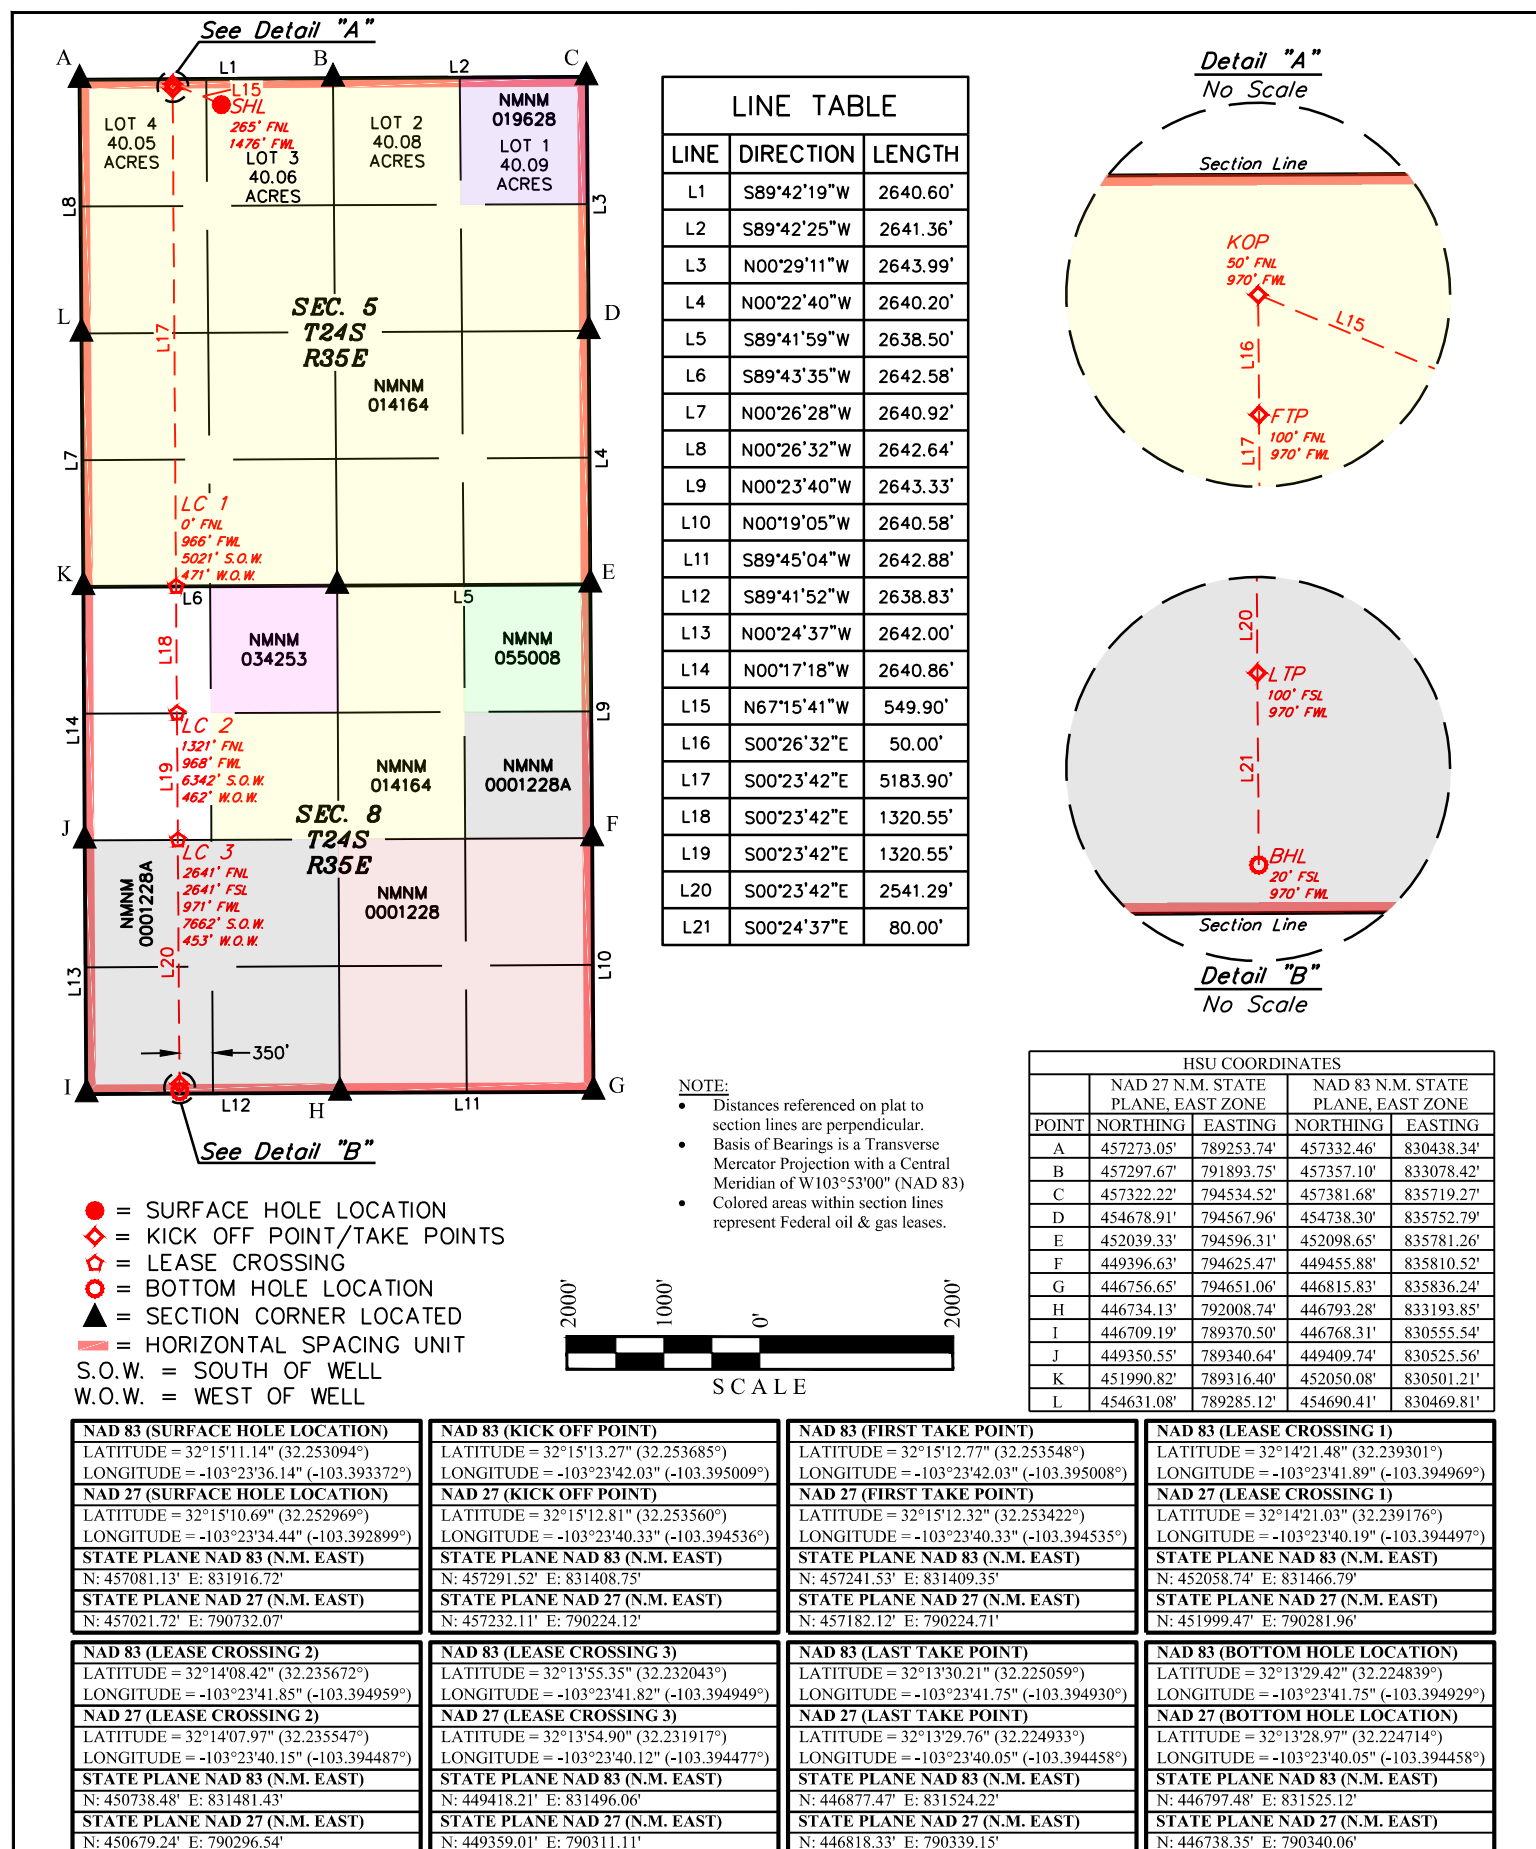 See Detail "A"
A
B
C
L1
L2
L15
SHL
265' FNL
1476' FWL
LOT 4
40.05
ACRES
LOT 3
40.06
ACRES
LOT 2
40.08
ACRES
NMNM
019628
LOT 1
40.09
ACRES
L8
L3
L
D
L17
SEC. 5
T24S
R35E
NMNM
014164
L7
L4
LC 1
0' FNL
966' FWL
5021' S.O.W.
471' W.O.W.
K
E
L6
L5
L18
NMNM
034253
NMNM
055008
L14
L9
LC 2
1321' FNL
968' FWL
6342' S.O.W.
462' W.O.W.
L19
NMNM
014164
NMNM
0001228A
SEC. 8
T24S
R35E
J
F
LC 3
2641' FNL
2641' FSL
971' FWL
7662' S.O.W.
453' W.O.W.
NMNM
0001228A
NMNM
0001228
L20
L13
L10
350'
I
H
G
L12
L11
See Detail "B"
LINE TABLE
LINE DIRECTION LENGTH
L1 S89°42'19"W 2640.60'
L2 S89°42'25"W 2641.36'
L3 N00°29'11"W 2643.99'
L4 N00°22'40"W 2640.20'
L5 S89°41'59"W 2638.50'
L6 S89°43'35"W 2642.58'
L7 N00°26'28"W 2640.92'
L8 N00°26'32"W 2642.64'
L9 N00°23'40"W 2643.33'
L10 N00°19'05"W 2640.58'
L11 S89°45'04"W 2642.88'
L12 S89°41'52"W 2638.83'
L13 N00°24'37"W 2642.00'
L14 N00°17'18"W 2640.86'
L15 N67°15'41"W 549.90'
L16 S00°26'32"E 50.00'
L17 S00°23'42"E 5183.90'
L18 S00°23'42"E 1320.55'
L19 S00°23'42"E 1320.55'
L20 S00°23'42"E 2541.29'
L21 S00°24'37"E 80.00'
Detail "A"
No Scale
Section Line
KOP
50' FNL
970' FWL
L15
L16
FTP
100' FNL
970' FWL
L17
L20
LTP
100' FSL
970' FWL
L21
BHL
20' FSL
970' FWL
Section Line
Detail "B"
No Scale
NOTE:
• Distances referenced on plat to
section lines are perpendicular.
• Basis of Bearings is a Transverse
Mercator Projection with a Central
Meridian of W103°53'00" (NAD 83)
• Colored areas within section lines
represent Federal oil & gas leases.
HSU COORDINATES
NAD 27 N.M. STATE PLANE, EAST ZONE NAD 83 N.M. STATE PLANE, EAST ZONE
POINT NORTHING EASTING NORTHING EASTING
A 457273.05' 789253.74' 457332.46' 830438.34'
B 457297.67' 791893.75' 457357.10' 833078.42'
C 457322.22' 794534.52' 457381.68' 835719.27'
D 454678.91' 794567.96' 454738.30' 835752.79'
E 452039.33' 794596.31' 452098.65' 835781.26'
F 449396.63' 794625.47' 449455.88' 835810.52'
G 446756.65' 794651.06' 446815.83' 835836.24'
H 446734.13' 792008.74' 446793.28' 833193.85'
I 446709.19' 789370.50' 446768.31' 830555.54'
J 449350.55' 789340.64' 449409.74' 830525.56'
K 451990.82' 789316.40' 452050.08' 830501.21'
L 454631.08' 789285.12' 454690.41' 830469.81'
= SURFACE HOLE LOCATION
= KICK OFF POINT/TAKE POINTS
= LEASE CROSSING
= BOTTOM HOLE LOCATION
= SECTION CORNER LOCATED
= HORIZONTAL SPACING UNIT
S.O.W. = SOUTH OF WELL
W.O.W. = WEST OF WELL
2000' 1000' 0' 2000'
SCALE
NAD 83 (SURFACE HOLE LOCATION)
LATITUDE = 32°15'11.14" (32.253094°)
LONGITUDE = -103°23'36.14" (-103.393372°)
NAD 27 (SURFACE HOLE LOCATION)
LATITUDE = 32°15'10.69" (32.252969°)
LONGITUDE = -103°23'34.44" (-103.392899°)
STATE PLANE NAD 83 (N.M. EAST)
N: 457081.13' E: 831916.72'
STATE PLANE NAD 27 (N.M. EAST)
N: 457021.72' E: 790732.07'
NAD 83 (KICK OFF POINT)
LATITUDE = 32°15'13.27" (32.253685°)
LONGITUDE = -103°23'42.03" (-103.395009°)
NAD 27 (KICK OFF POINT)
LATITUDE = 32°15'12.81" (32.253560°)
LONGITUDE = -103°23'40.33" (-103.394536°)
STATE PLANE NAD 83 (N.M. EAST)
N: 457291.52' E: 831408.75'
STATE PLANE NAD 27 (N.M. EAST)
N: 457232.11' E: 790224.12'
NAD 83 (FIRST TAKE POINT)
LATITUDE = 32°15'12.77" (32.253548°)
LONGITUDE = -103°23'42.03" (-103.395008°)
NAD 27 (FIRST TAKE POINT)
LATITUDE = 32°15'12.32" (32.253422°)
LONGITUDE = -103°23'40.33" (-103.394535°)
STATE PLANE NAD 83 (N.M. EAST)
N: 457241.53' E: 831409.35'
STATE PLANE NAD 27 (N.M. EAST)
N: 457182.12' E: 790224.71'
NAD 83 (LEASE CROSSING 1)
LATITUDE = 32°14'21.48" (32.239301°)
LONGITUDE = -103°23'41.89" (-103.394969°)
NAD 27 (LEASE CROSSING 1)
LATITUDE = 32°14'21.03" (32.239176°)
LONGITUDE = -103°23'40.19" (-103.394497°)
STATE PLANE NAD 83 (N.M. EAST)
N: 452058.74' E: 831466.79'
STATE PLANE NAD 27 (N.M. EAST)
N: 451999.47' E: 790281.96'
NAD 83 (LEASE CROSSING 2)
LATITUDE = 32°14'08.42" (32.235672°)
LONGITUDE = -103°23'41.85" (-103.394959°)
NAD 27 (LEASE CROSSING 2)
LATITUDE = 32°14'07.97" (32.235547°)
LONGITUDE = -103°23'40.15" (-103.394487°)
STATE PLANE NAD 83 (N.M. EAST)
N: 450738.48' E: 831481.43'
STATE PLANE NAD 27 (N.M. EAST)
N: 450679.24' E: 790296.54'
NAD 83 (LEASE CROSSING 3)
LATITUDE = 32°13'55.35" (32.232043°)
LONGITUDE = -103°23'41.82" (-103.394949°)
NAD 27 (LEASE CROSSING 3)
LATITUDE = 32°13'54.90" (32.231917°)
LONGITUDE = -103°23'40.12" (-103.394477°)
STATE PLANE NAD 83 (N.M. EAST)
N: 449418.21' E: 831496.06'
STATE PLANE NAD 27 (N.M. EAST)
N: 449359.01' E: 790311.11'
NAD 83 (LAST TAKE POINT)
LATITUDE = 32°13'30.21" (32.225059°)
LONGITUDE = -103°23'41.75" (-103.394930°)
NAD 27 (LAST TAKE POINT)
LATITUDE = 32°13'29.76" (32.224933°)
LONGITUDE = -103°23'40.05" (-103.394458°)
STATE PLANE NAD 83 (N.M. EAST)
N: 446877.47' E: 831524.22'
STATE PLANE NAD 27 (N.M. EAST)
N: 446818.33' E: 790339.15'
NAD 83 (BOTTOM HOLE LOCATION)
LATITUDE = 32°13'29.42" (32.224839°)
LONGITUDE = -103°23'41.75" (-103.394929°)
NAD 27 (BOTTOM HOLE LOCATION)
LATITUDE = 32°13'28.97" (32.224714°)
LONGITUDE = -103°23'40.05" (-103.394458°)
STATE PLANE NAD 83 (N.M. EAST)
N: 446797.48' E: 831525.12'
STATE PLANE NAD 27 (N.M. EAST)
N: 446738.35' E: 790340.06'